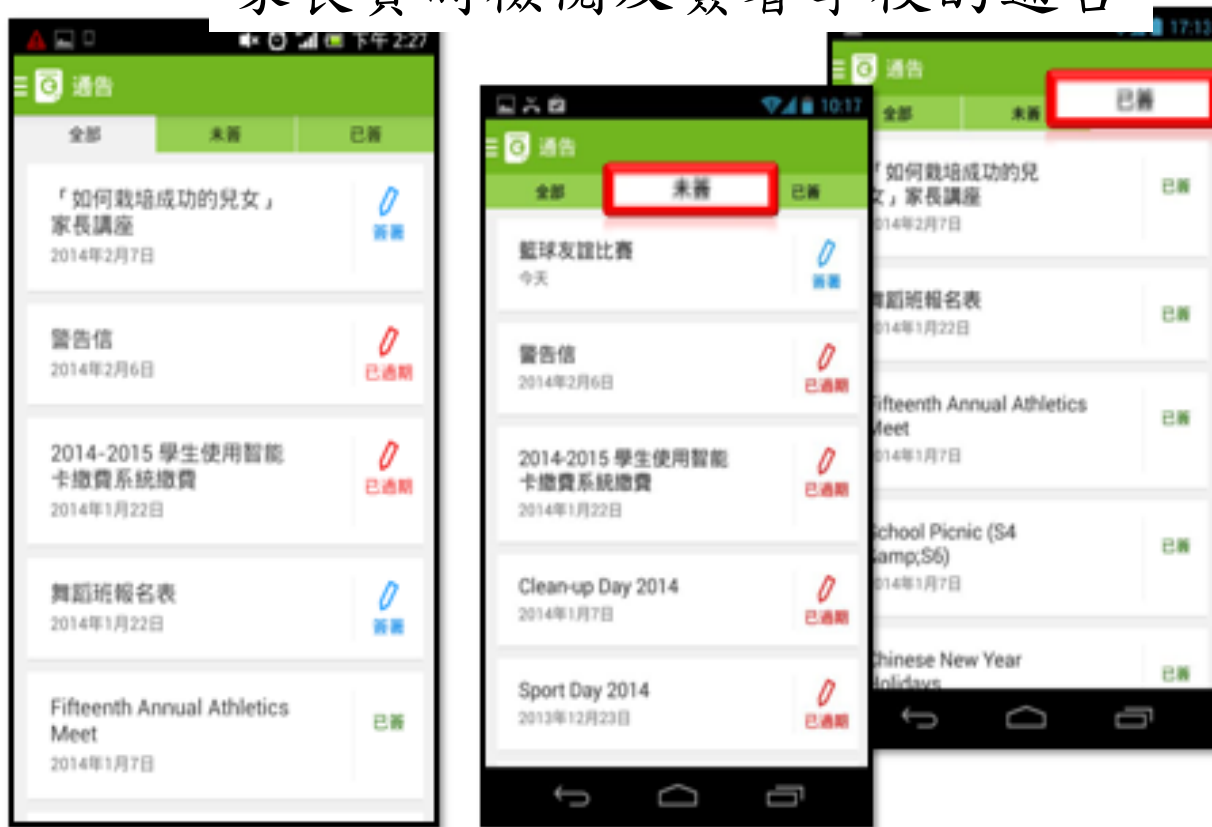 家長實時檢閱及簽署學校的通告
下午 2:27
通告
全部
未簽
已簽
「如何栽培成功的兒女」
家長講座
2014年2月7日
簽署
警告信
2014年2月6日
已過期
2014-2015 學生使用智能
卡繳費系統繳費
2014年1月22日
已過期
舞蹈班報名表
2014年1月22日
簽署
Fifteenth Annual Athletics
Meet
2014年1月7日
已簽
10:17
通告
全部
未簽
已簽
籃球友誼比賽
今天
簽署
警告信
2014年2月6日
已過期
2014-2015 學生使用智能
卡繳費系統繳費
2014年1月22日
已過期
Clean-up Day 2014
2014年1月7日
已過期
Sport Day 2014
2013年12月23日
已過期
17:13
通告
全部
未簽
已簽
「如何栽培成功的兒
女」家長講座
2014年2月7日
已簽
舞蹈班報名表
2014年1月22日
已簽
Fifteenth Annual Athletics
Meet
2014年1月7日
已簽
School Picnic (S4
&amp;S6)
2014年1月7日
已簽
Chinese New Year
Holidays
已簽